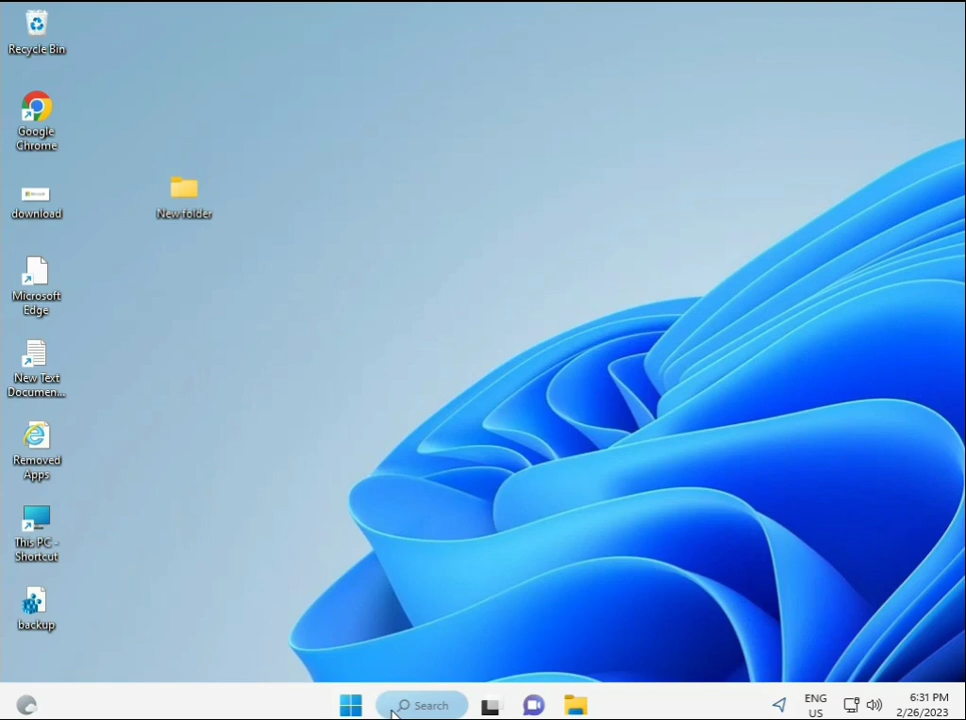 Recycle Bin
Google
Chrome
download
New folder
Microsoft
Edge
New Text
Documen...
Removed
Apps
This PC -
Shortcut
backup
Search
ENG
US
6:31 PM
2/26/2023